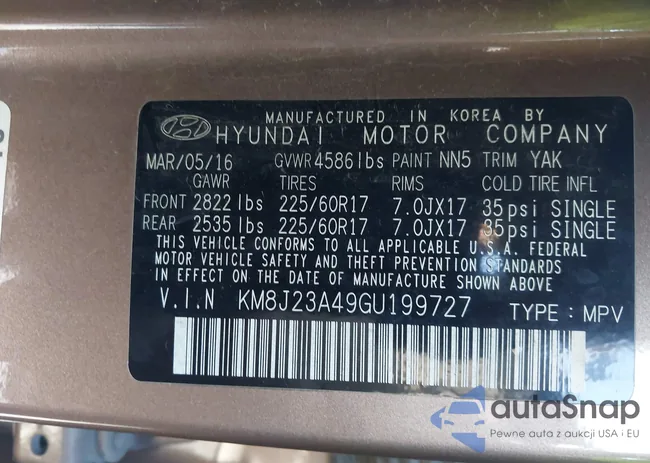 MANUFACTURED IN KOREA BY
HYUNDAI MOTOR COMPANY
MAR/05/16 GVWR 4586lbs PAINT NN5 TRIM YAK
GAWR TIRES RIMS COLD TIRE INFL
FRONT 2822 lbs 225/60R17 7.0JX17 35psi SINGLE
REAR 2535 lbs 225/60R17 7.0JX17 35psi SINGLE
THIS VEHICLE CONFORMS TO ALL APPLICABLE U.S.A. FEDERAL
MOTOR VEHICLE SAFETY AND THEFT PREVENTION STANDARDS
IN EFFECT ON THE DATE OF MANUFACTURE SHOWN ABOVE.
V.I.N KM8J23A49GU199727 TYPE : MPV
autaSnap
Pewne auta z aukcji USA i EU